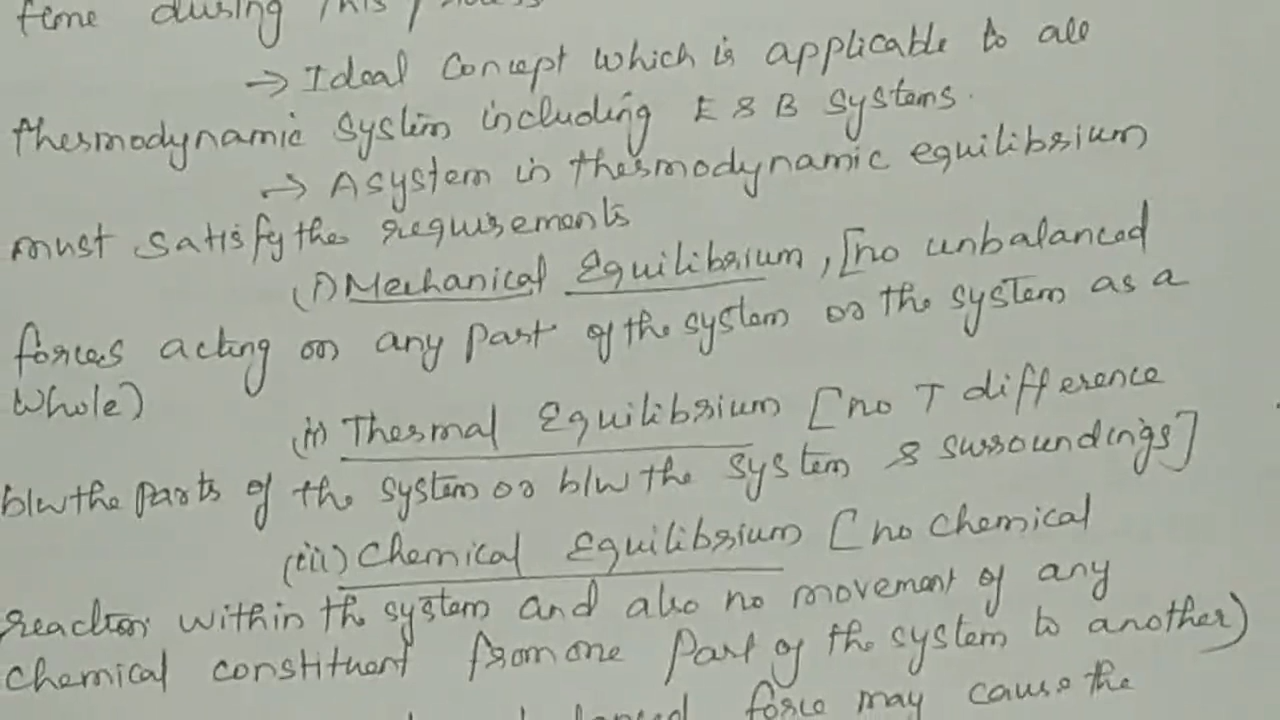 time during This process
→ Ideal Concept which is applicable to all
thermodynamic system including E & B systems.
→ A system in thermodynamic equilibrium
must satisfy the requirements
(i) Mechanical Equilibrium, [no unbalanced
forces acting on any part of the system or the system as a
whole)
(ii) Thermal Equilibrium [no T difference
b/w the parts of the system or b/w the system & surroundings]
(iii) Chemical Equilibrium [no chemical
reaction within the system and also no movement of any
chemical constituent from one part of the system to another)
force may cause the